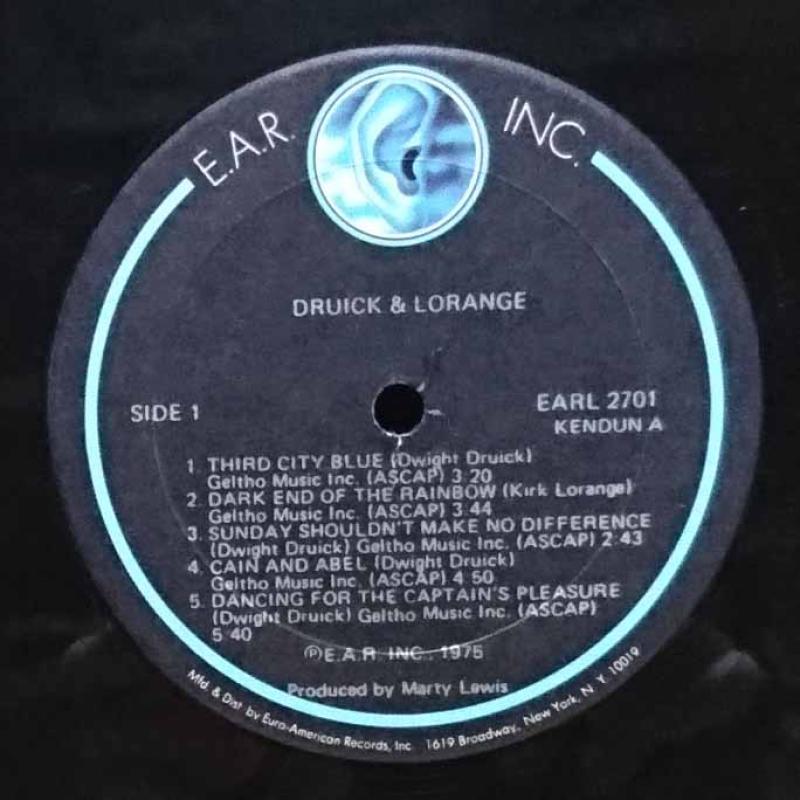 E.A.R. INC.
DRUICK & LORANGE
SIDE 1
EARL 2701
KENDUN A
1. THIRD CITY BLUE (Dwight Druick)
Geltho Music Inc. (ASCAP) 3:20
2. DARK END OF THE RAINBOW (Kirk Lorange)
Geltho Music Inc. (ASCAP) 3:44
3. SUNDAY SHOULDN'T MAKE NO DIFFERENCE
(Dwight Druick) Geltho Music Inc. (ASCAP) 2:43
4. CAIN AND ABEL (Dwight Druick)
Geltho Music Inc. (ASCAP) 4:50
5. DANCING FOR THE CAPTAIN'S PLEASURE
(Dwight Druick) Geltho Music Inc. (ASCAP)
5:40
Ⓟ E.A.R. INC., 1975
Produced by Marty Lewis
Mfd. & Dist. by Euro-American Records, Inc. 1619 Broadway, New York, N.Y. 10019